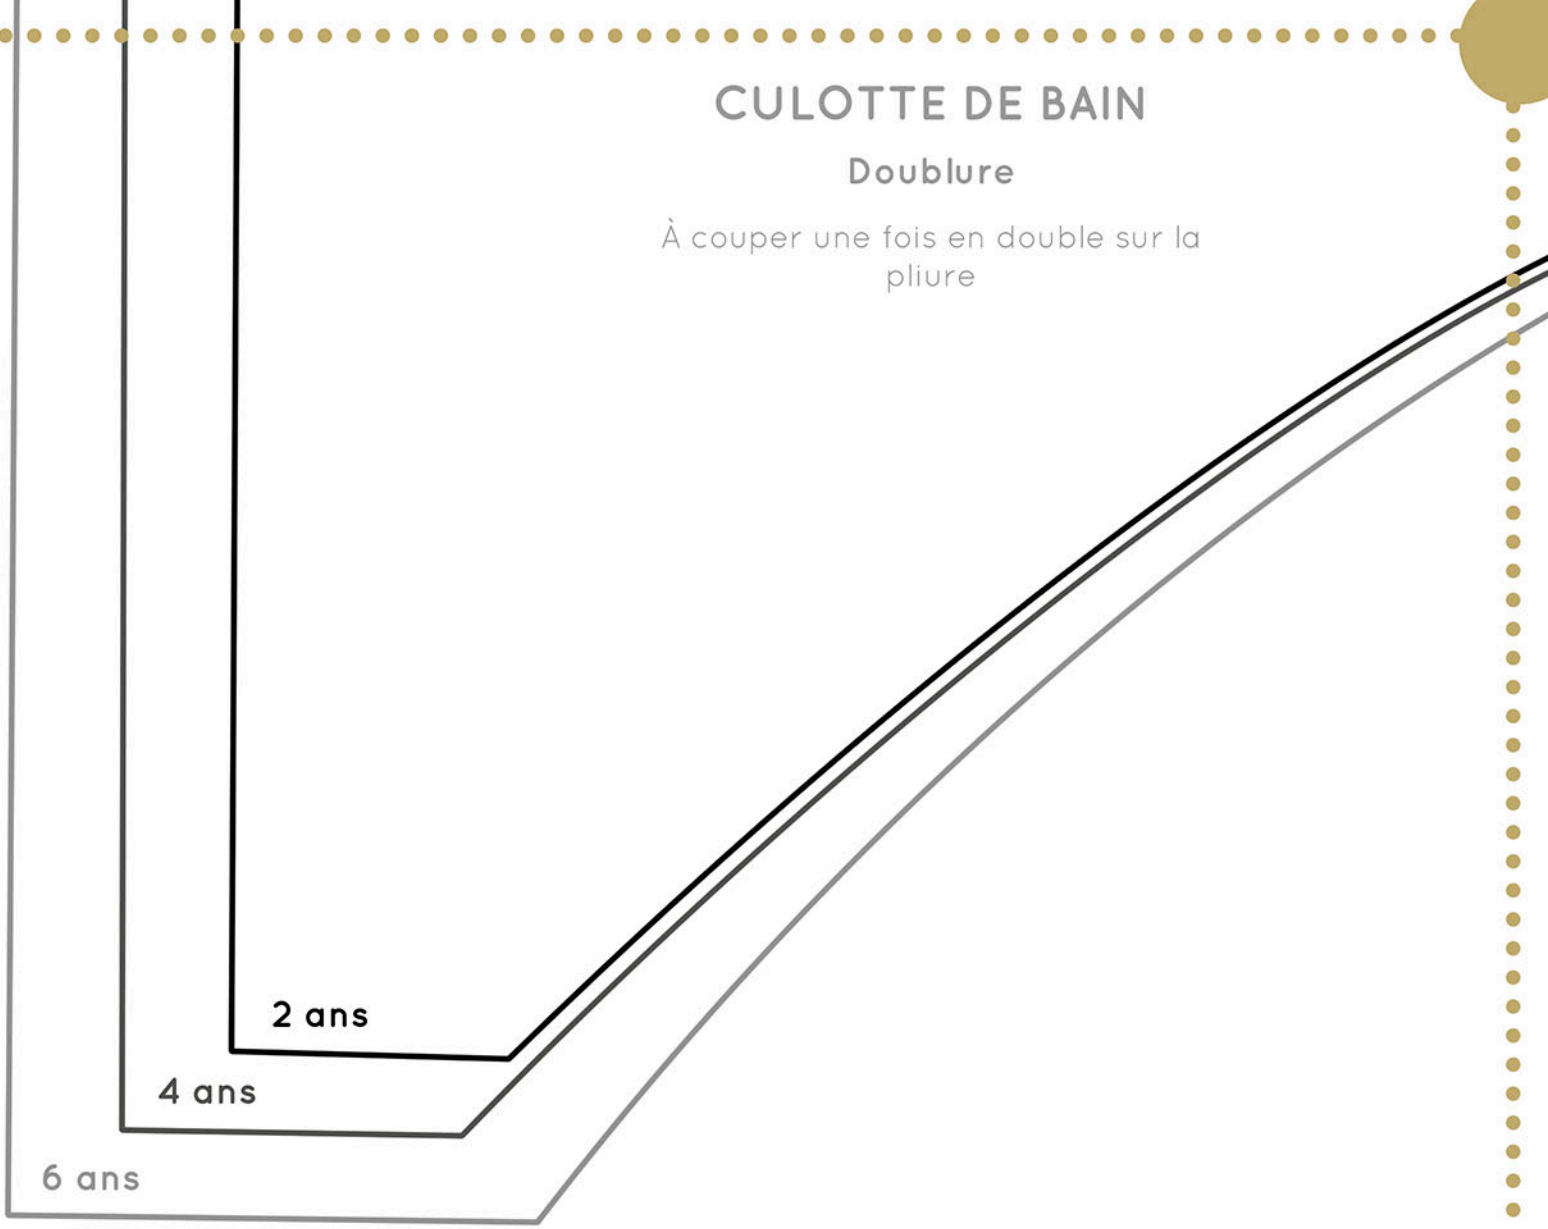 CULOTTE DE BAIN
Doublure
À couper une fois en double sur la
pliure
2 ans
4 ans
6 ans